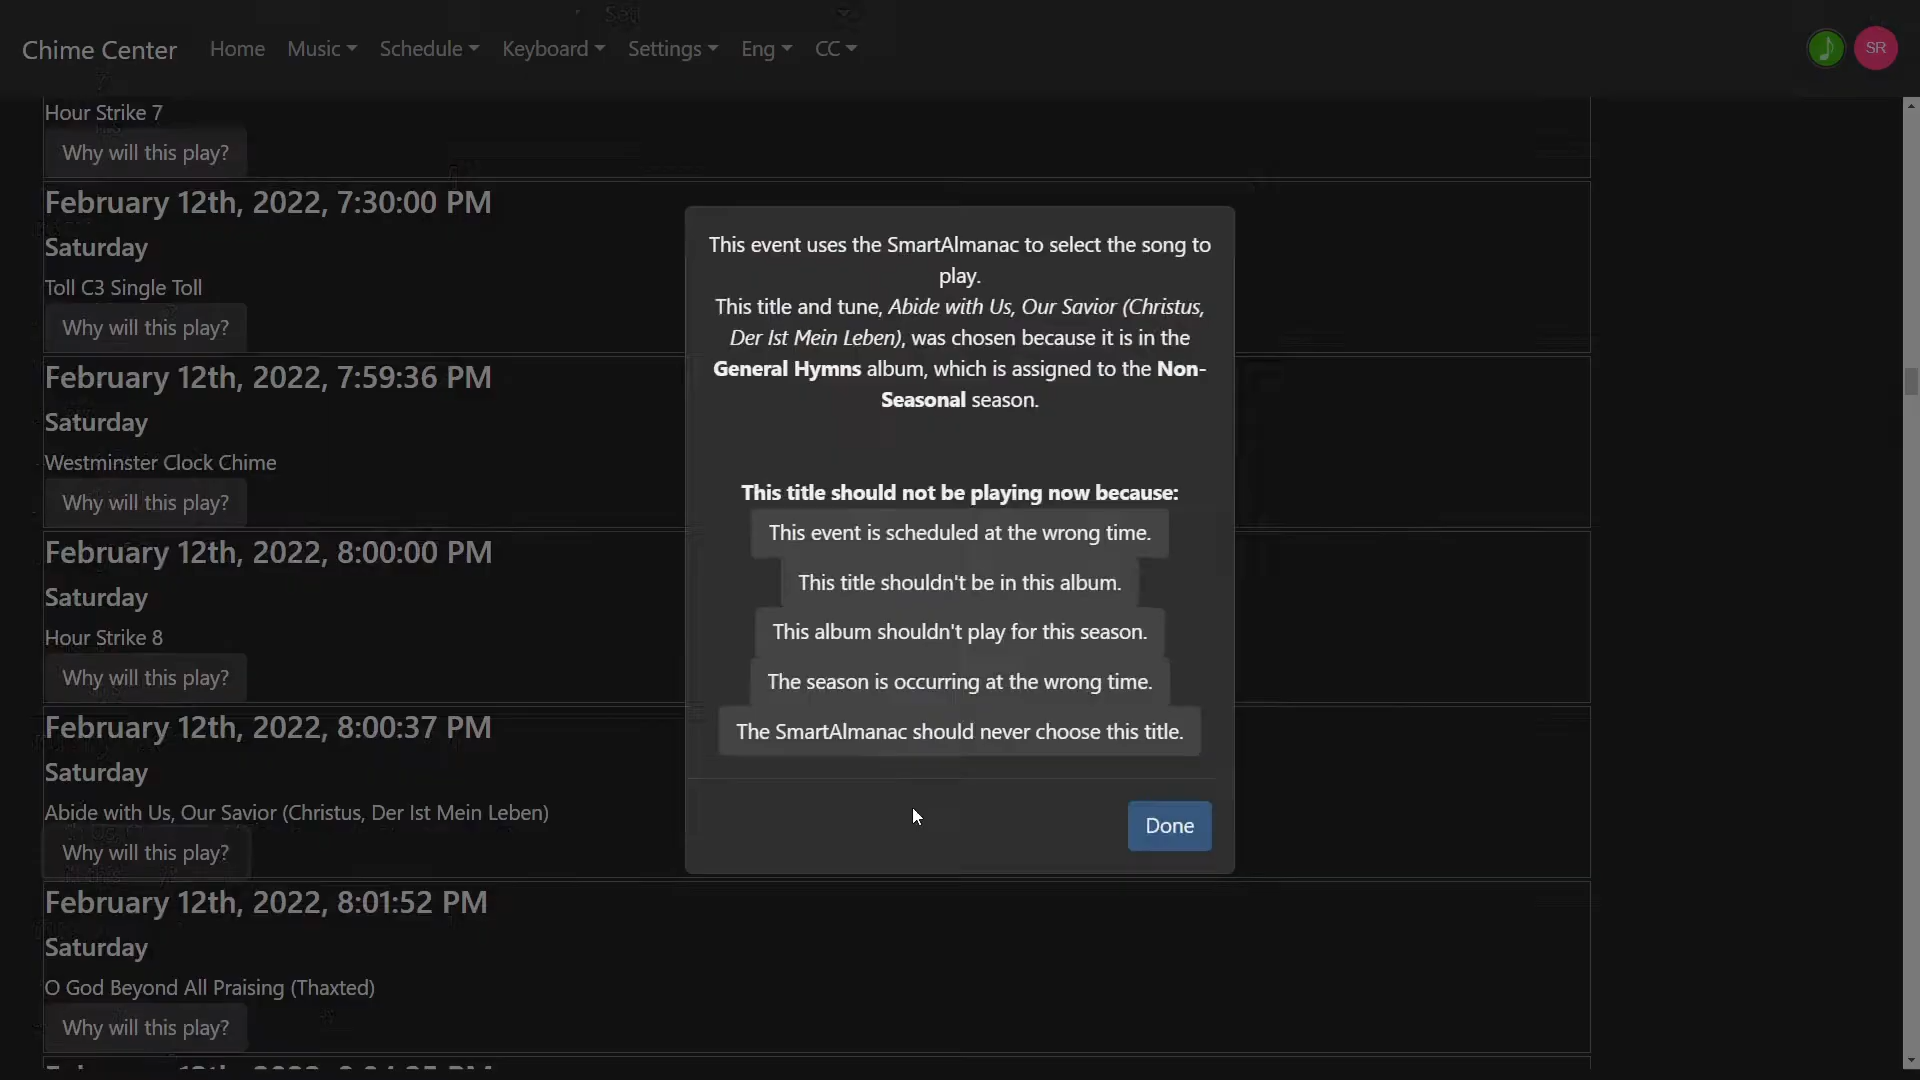 Chime Center Home Music Schedule Keyboard Settings Eng CC SR
Hour Strike 7
Why will this play?
February 12th, 2022, 7:30:00 PM
Saturday
Toll C3 Single Toll
Why will this play?
February 12th, 2022, 7:59:36 PM
Saturday
Westminster Clock Chime
Why will this play?
February 12th, 2022, 8:00:00 PM
Saturday
Hour Strike 8
Why will this play?
February 12th, 2022, 8:00:37 PM
Saturday
Abide with Us, Our Savior (Christus, Der Ist Mein Leben)
Why will this play?
February 12th, 2022, 8:01:52 PM
Saturday
O God Beyond All Praising (Thaxted)
Why will this play?
This event uses the SmartAlmanac to select the song to
play.
This title and tune, Abide with Us, Our Savior (Christus,
Der Ist Mein Leben), was chosen because it is in the
General Hymns album, which is assigned to the Non-
Seasonal season.
This title should not be playing now because:
This event is scheduled at the wrong time.
This title shouldn't be in this album.
This album shouldn't play for this season.
The season is occurring at the wrong time.
The SmartAlmanac should never choose this title.
Done